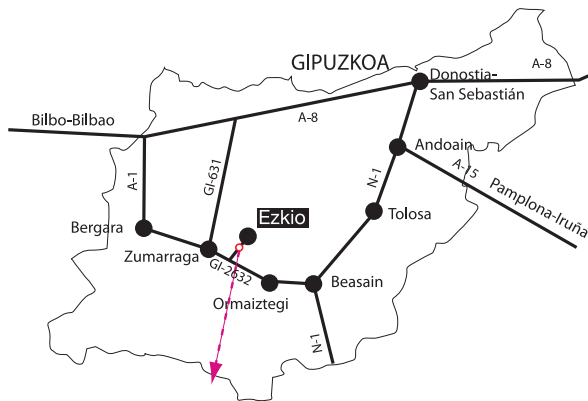 GIPUZKOA
A-8
Donostia-
San Sebastián
Bilbo-Bilbao
A-8
Andoain
A-15
Pamplona-Iruña
A-1
GI-631
N-1
Ezkio
Tolosa
Bergara
Zumarraga
GI-2632
Beasain
Ormaiztegi
N-1